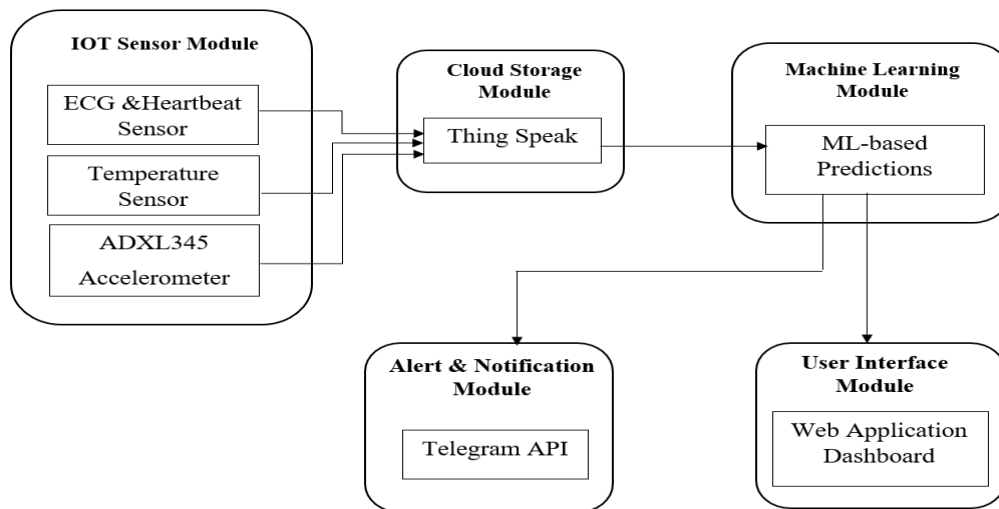 IOT Sensor Module
ECG &Heartbeat
Sensor
Temperature
Sensor
ADXL345
Accelerometer
Cloud Storage
Module
Thing Speak
Machine Learning
Module
ML-based
Predictions
Alert & Notification
Module
Telegram API
User Interface
Module
Web Application
Dashboard